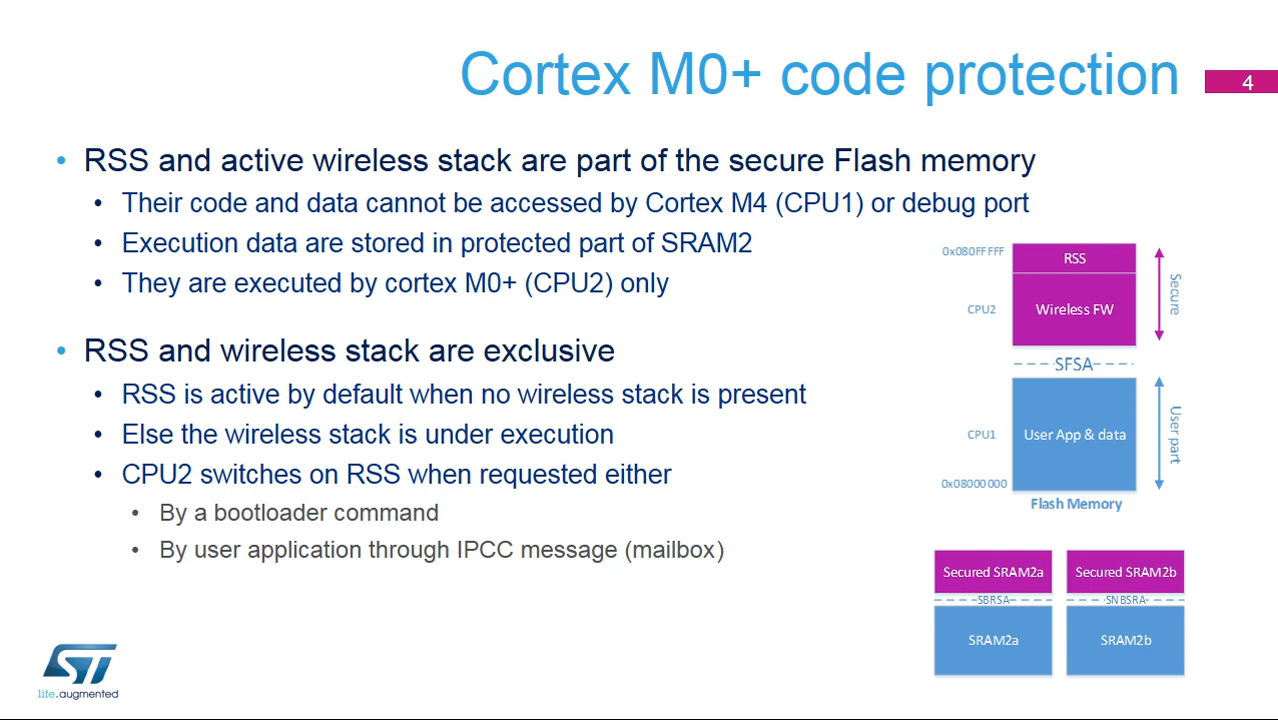 Cortex M0+ code protection
4
• RSS and active wireless stack are part of the secure Flash memory
• Their code and data cannot be accessed by Cortex M4 (CPU1) or debug port
• Execution data are stored in protected part of SRAM2
• They are executed by cortex M0+ (CPU2) only
• RSS and wireless stack are exclusive
• RSS is active by default when no wireless stack is present
• Else the wireless stack is under execution
• CPU2 switches on RSS when requested either
• By a bootloader command
• By user application through IPCC message (mailbox)
0x080FFFFF
RSS
CPU2
Wireless FW
Secure
SFSA
CPU1
User App & data
User part
0x08000000
Flash Memory
Secured SRAM2a
Secured SRAM2b
SBRSA
SNBSRA
SRAM2a
SRAM2b
ST
life.augmented